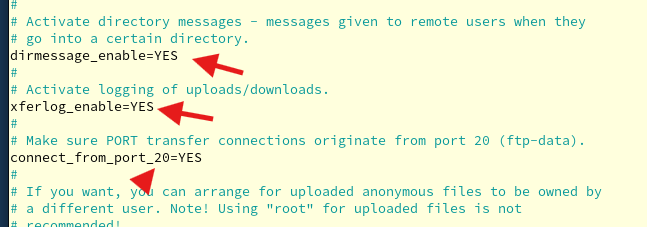 #
# Activate directory messages - messages given to remote users when they
# go into a certain directory.
dirmessage_enable=YES
#
# Activate logging of uploads/downloads.
xferlog_enable=YES
#
# Make sure PORT transfer connections originate from port 20 (ftp-data).
connect_from_port_20=YES
#
# If you want, you can arrange for uploaded anonymous files to be owned by
# a different user. Note! Using "root" for uploaded files is not
# recommended!